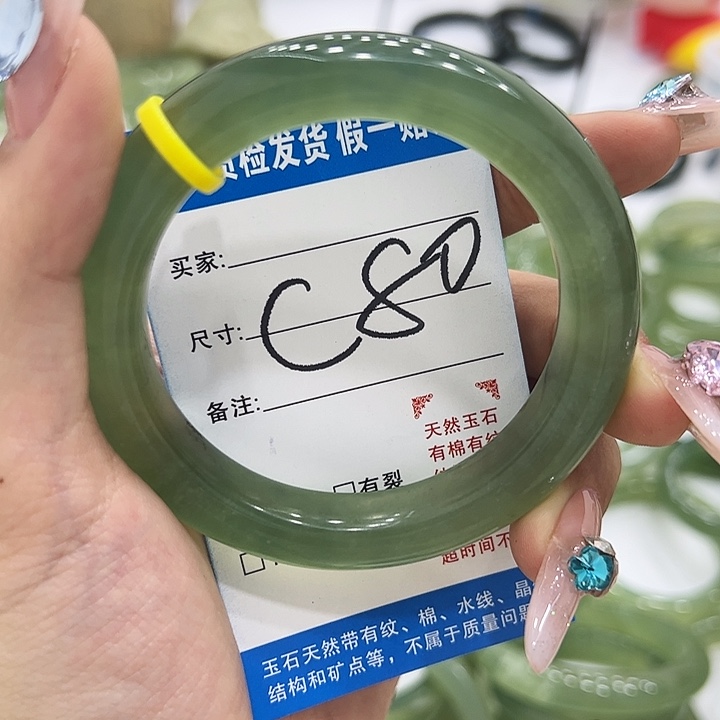 质检发货 假一赔
买家:
C80
尺寸:
备注:
天然玉石
有棉有纹
□有裂
□
超时间不
玉石天然带有纹、棉、水线、晶
结构和矿点等，不属于质量问题